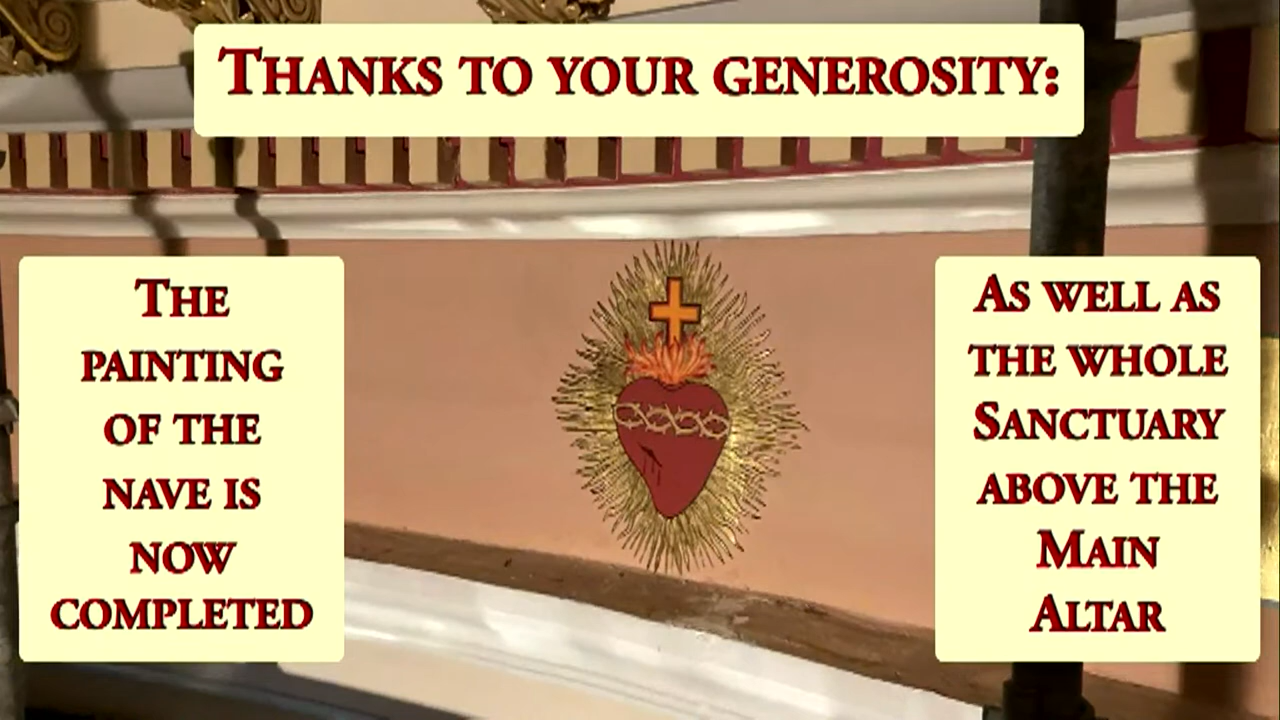 Thanks to your generosity:
The
painting
of the
nave is
now
completed
As well as
the whole
Sanctuary
above the
Main
Altar